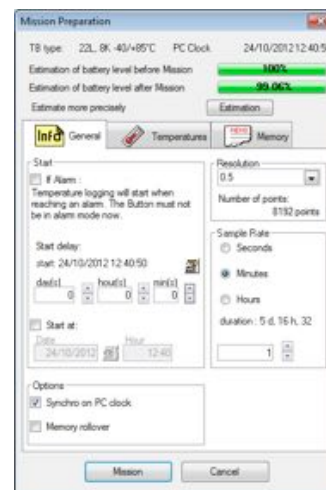 Mission Preparation
TB type: 22L, 8K -40/+85°C PC Clock 24/10/2012 12:40:5
Estimation of battery level before Mission 100%
Estimation of battery level after Mission 99.06%
Estimate more precisely Estimation
Info General Temperatures Memory
Start
If Alarm :
Temperature logging will start when
reaching an alarm. The Button must not
be in alarm mode now.
Start delay:
start: 24/10/2012 12:40:50
day(s) hour(s) min(s)
0 0 0
Start at:
Date Hour
24/10/2012 12:40
Resolution
0.5
Number of points:
8192 points
Sample Rate
Seconds
Minutes
Hours
duration : 5 d, 16 h, 32
1
Options
Synchro on PC clock
Memory rollover
Mission Cancel